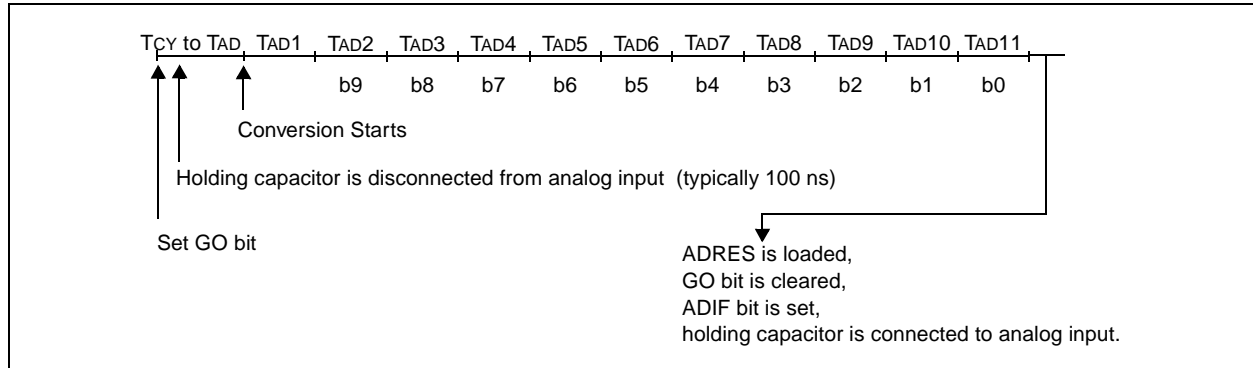 TCY to TAD TAD1 TAD2 TAD3 TAD4 TAD5 TAD6 TAD7 TAD8 TAD9 TAD10 TAD11
b9 b8 b7 b6 b5 b4 b3 b2 b1 b0
Conversion Starts
Holding capacitor is disconnected from analog input (typically 100 ns)
Set GO bit
ADRES is loaded,
GO bit is cleared,
ADIF bit is set,
holding capacitor is connected to analog input.